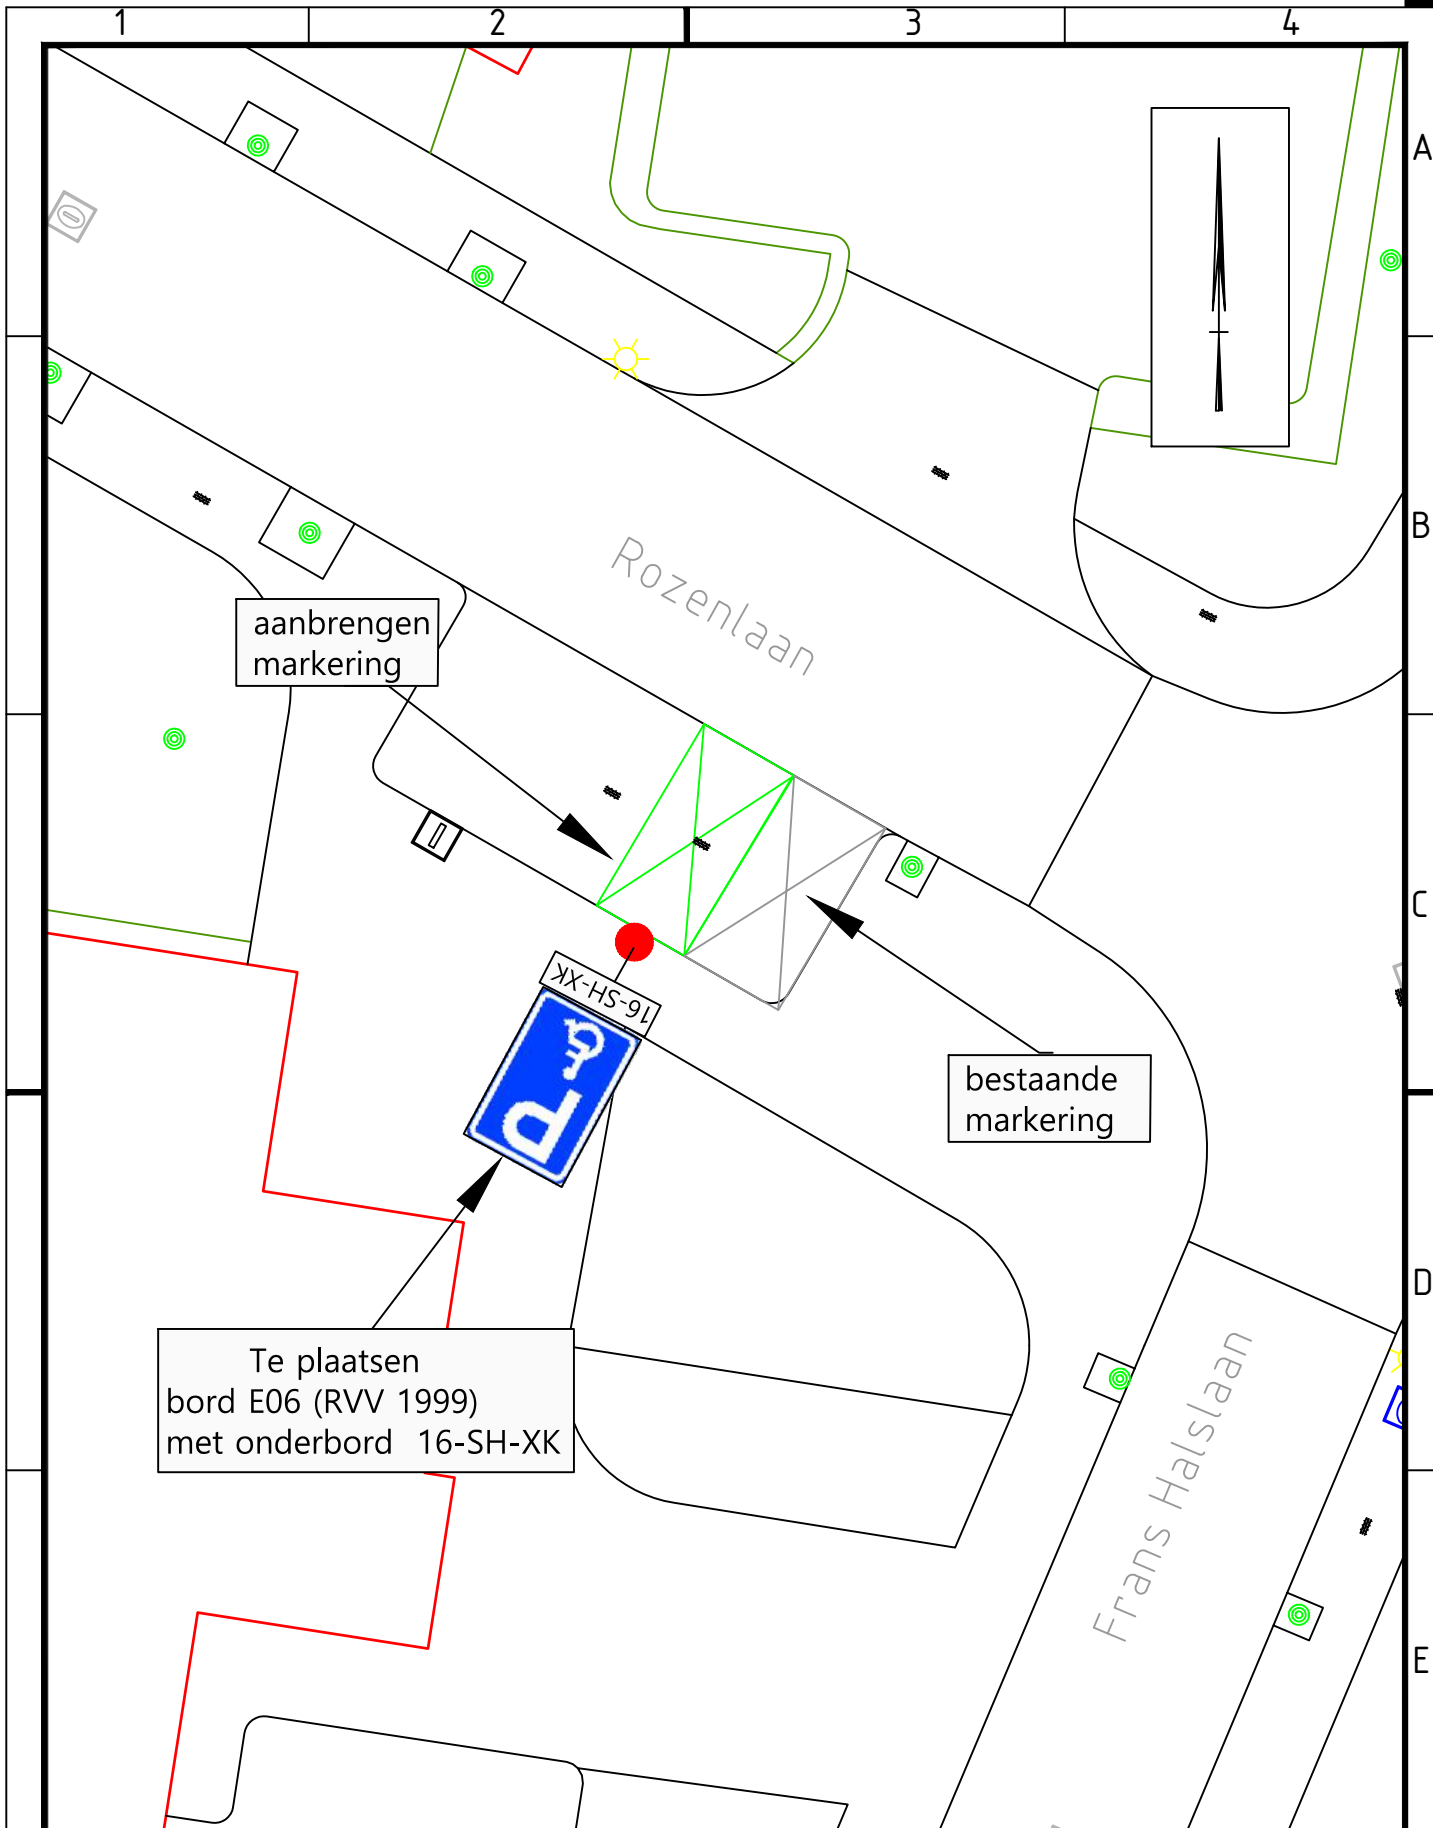 1 2 3 4
A
B
Rozenlaan
aanbrengen
markering
C
16-SH-XK
P
bestaande
markering
D
Te plaatsen
bord E06 (RVV 1999)
met onderbord 16-SH-XK
Frans Halslaan
E